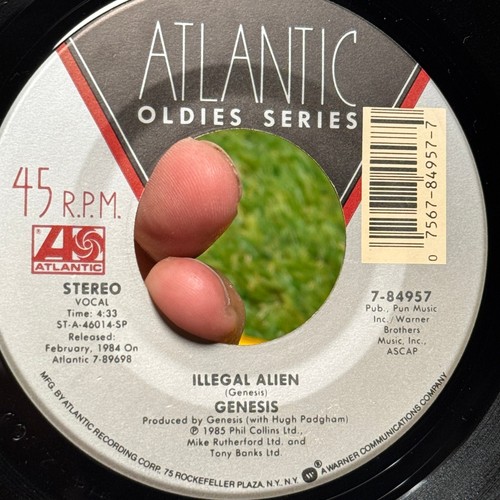 ATLANTIC
OLDIES SERIES
45 R.P.M.
ATLANTIC
STEREO
VOCAL
Time: 4:33
ST-A-46014-SP
Released:
February, 1984 On
Atlantic 7-89698
0 7567-84957-7
7-84957
Pub., Pun Music
Inc./Warner
Brothers
Music, Inc.,
ASCAP
ILLEGAL ALIEN
(Genesis)
GENESIS
Produced by Genesis (with Hugh Padgham)
℗ 1985 Phil Collins Ltd.,
Mike Rutherford Ltd. and
Tony Banks Ltd.
MFG. BY ATLANTIC RECORDING CORP. 75 ROCKEFELLER PLAZA, N.Y. N.Y. ® A WARNER COMMUNICATIONS COMPANY